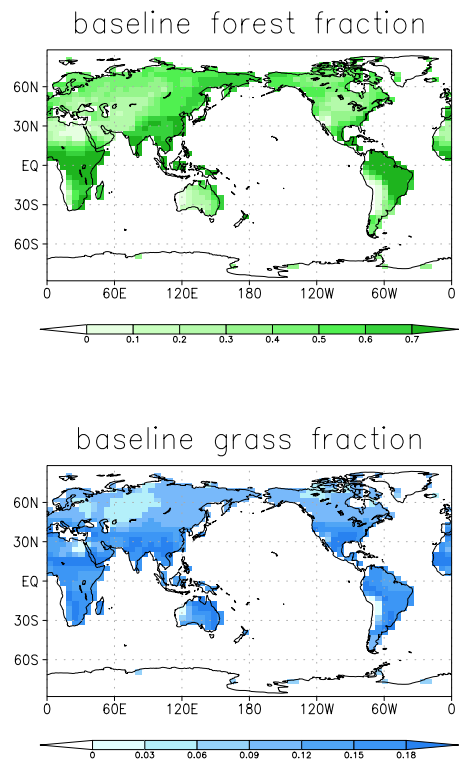 baseline forest fraction
60N
30N
EQ
30S
60S
0 60E 120E 180 120W 60W 0
0 0.1 0.2 0.3 0.4 0.5 0.6 0.7
baseline grass fraction
60N
30N
EQ
30S
60S
0 60E 120E 180 120W 60W 0
0 0.03 0.06 0.09 0.12 0.15 0.18